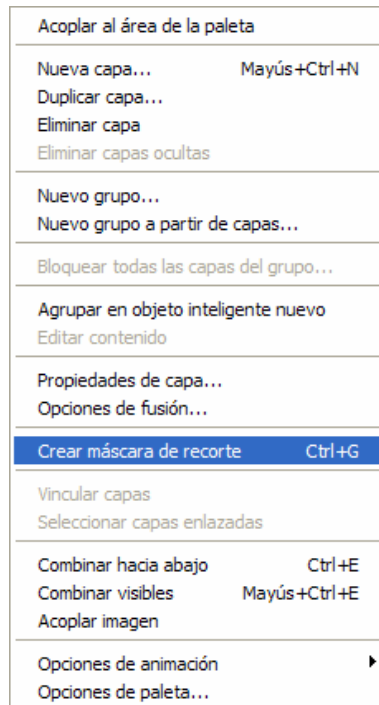 Acoplar al área de la paleta
Nueva capa... Mayús+Ctrl+N
Duplicar capa...
Eliminar capa
Eliminar capas ocultas
Nuevo grupo...
Nuevo grupo a partir de capas...
Bloquear todas las capas del grupo...
Agrupar en objeto inteligente nuevo
Editar contenido
Propiedades de capa...
Opciones de fusión...
Crear máscara de recorte Ctrl+G
Vincular capas
Seleccionar capas enlazadas
Combinar hacia abajo Ctrl+E
Combinar visibles Mayús+Ctrl+E
Acoplar imagen
Opciones de animación
Opciones de paleta...